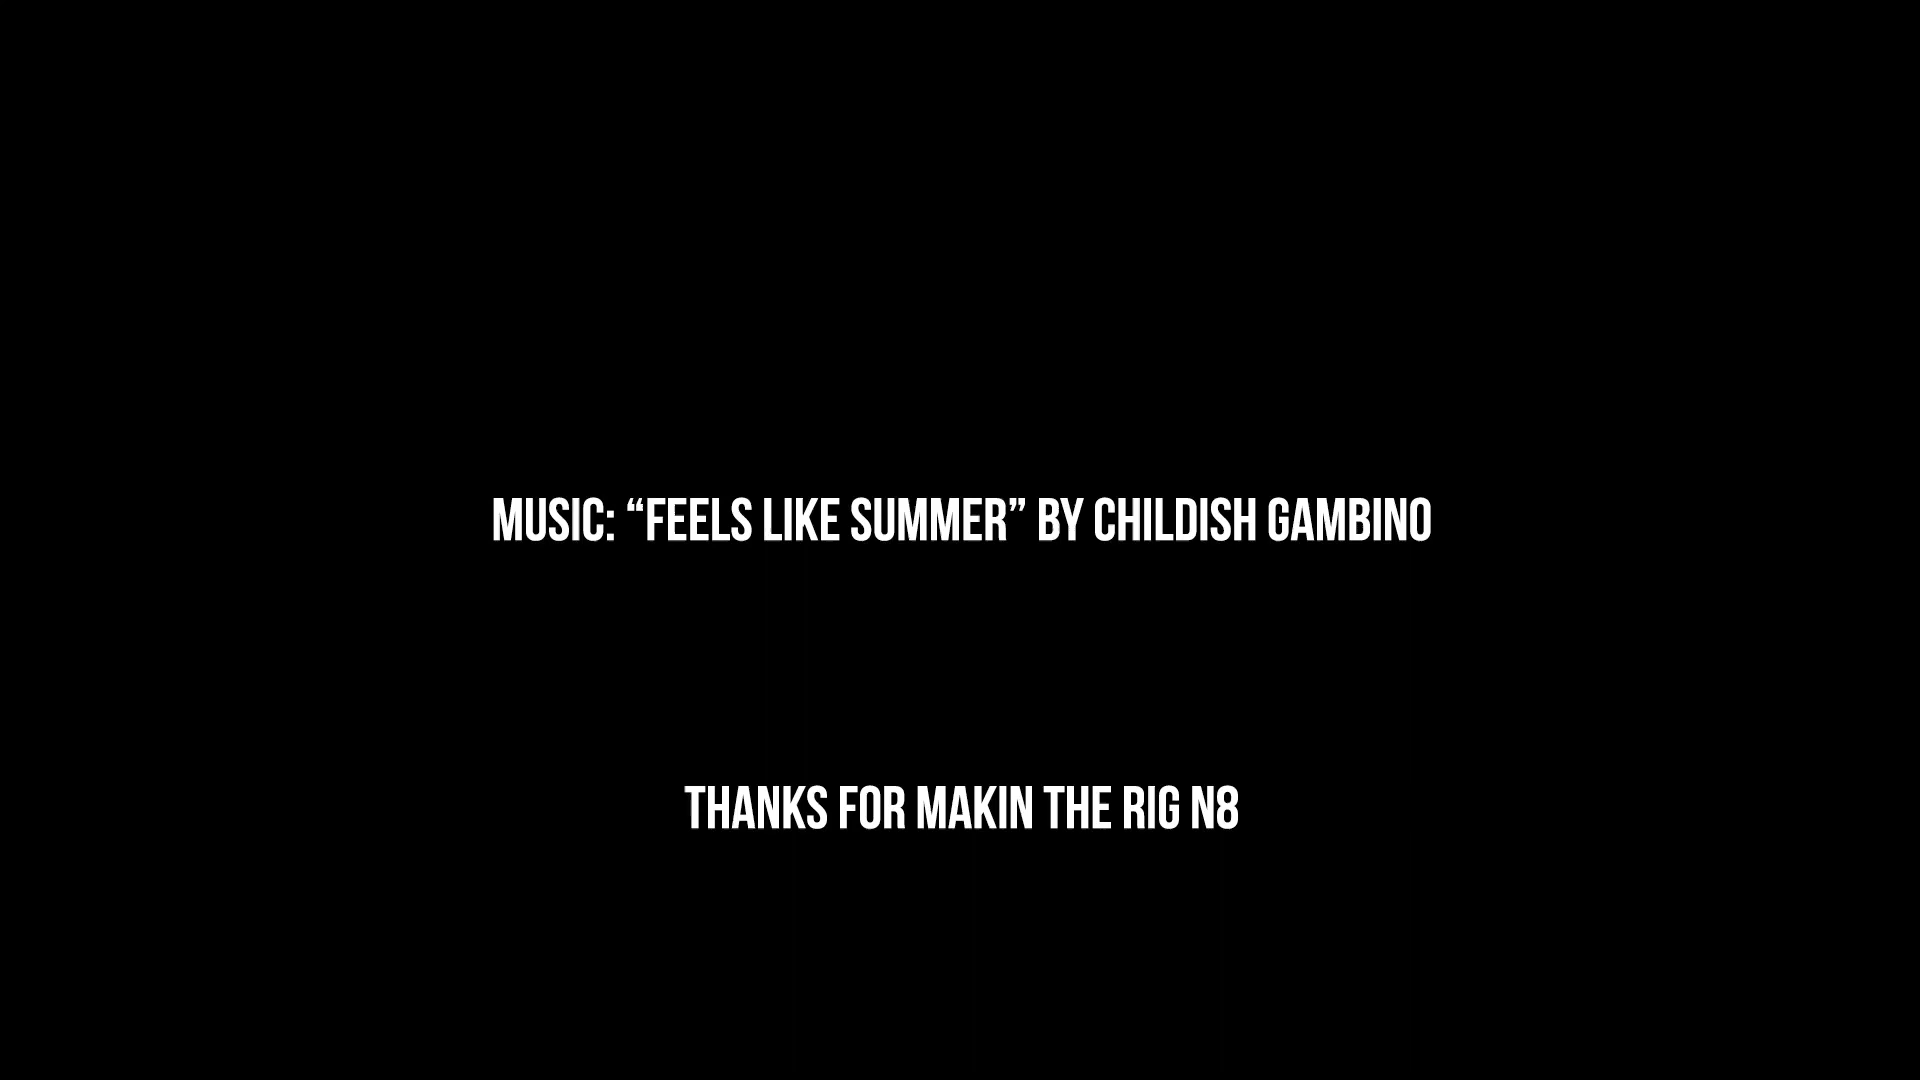 MUSIC: “FEELS LIKE SUMMER” BY CHILDISH GAMBINO
THANKS FOR MAKIN THE RIG N8